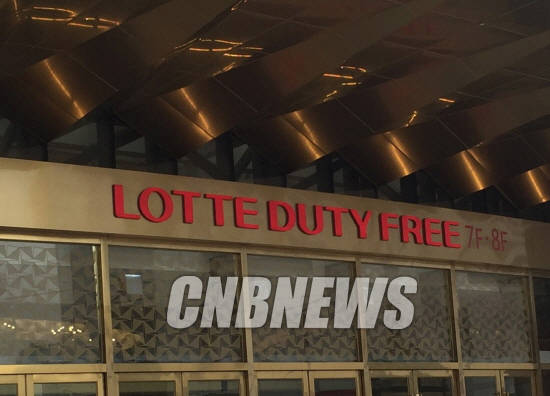 LOTTE DUTY FREE 7F·8F
CNBNEWS